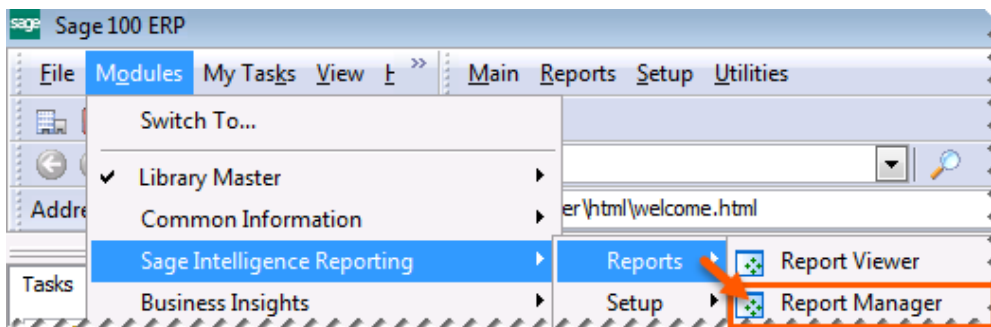 sage Sage 100 ERP
File Modules My Tasks View » Main Reports Setup Utilities
Switch To...
Library Master
Addre er\html\welcome.html
Common Information
Sage Intelligence Reporting Reports Report Viewer
Tasks
Business Insights Setup Report Manager